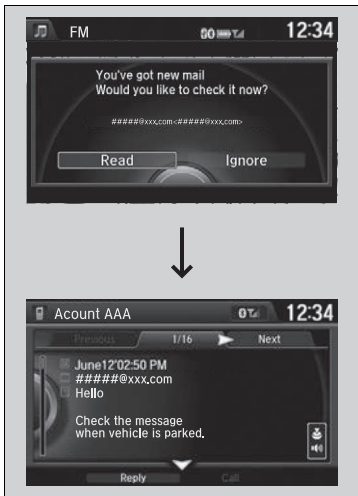 FM 12:34
You've got new mail
Would you like to check it now?
#####@xxx.com<#####@xxx.com>
Read Ignore
Acount AAA 12:34
Previous 1/16 Next
June12'02:50 PM
#####@xxx.com
Hello
Check the message
when vehicle is parked.
Reply Call